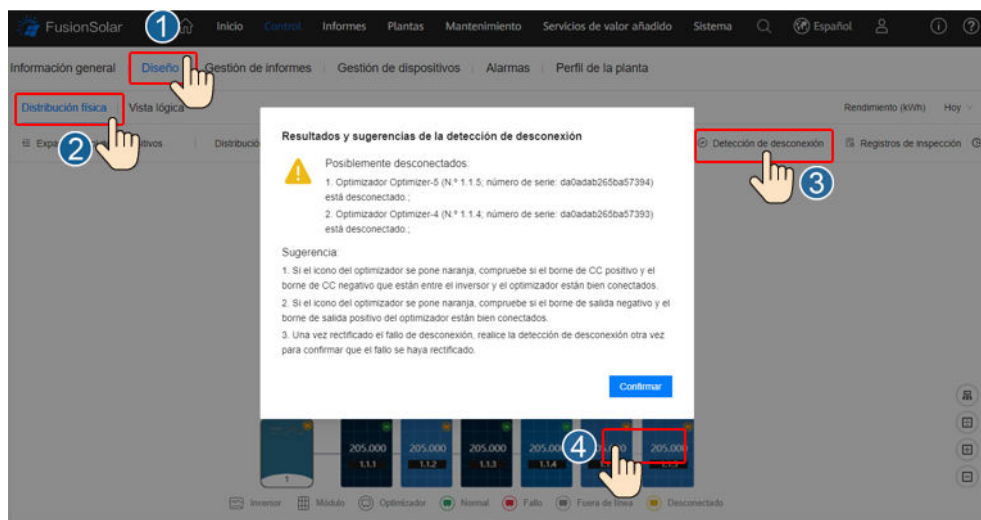 FusionSolar
1
Inicio
Control
Informes
Plantas
Mantenimiento
Servicios de valor añadido
Sistema
Español
Información general
Diseño
Gestión de informes
Gestión de dispositivos
Alarmas
Perfil de la planta
Distribución física
Vista lógica
Rendimiento (kWh)
Hoy
2
Detección de desconexión
Registros de inspección
3
Resultados y sugerencias de la detección de desconexión
Posiblemente desconectados:
1. Optimizador Optimizer-5 (N.º 1.1.5; número de serie: da0adab265ba57394)
está desconectado.;
2. Optimizador Optimizer-4 (N.º 1.1.4; número de serie: da0adab265ba57393)
está desconectado.;
Sugerencia:
1. Si el icono del optimizador se pone naranja, compruebe si el borne de CC positivo y el
borne de CC negativo que están entre el inversor y el optimizador están bien conectados.
2. Si el icono del optimizador se pone naranja, compruebe si el borne de salida negativo y el
borne de salida positivo del optimizador están bien conectados.
3. Una vez rectificado el fallo de desconexión, realice la detección de desconexión otra vez
para confirmar que el fallo se haya rectificado.
Confirmar
4
205.000
205.000
205.000
1.1.1
1.1.2
1.1.3
1.1.4
1
Inversor
Módulo
Optimizador
Normal
Fallo
Fuera de línea
Desconectado